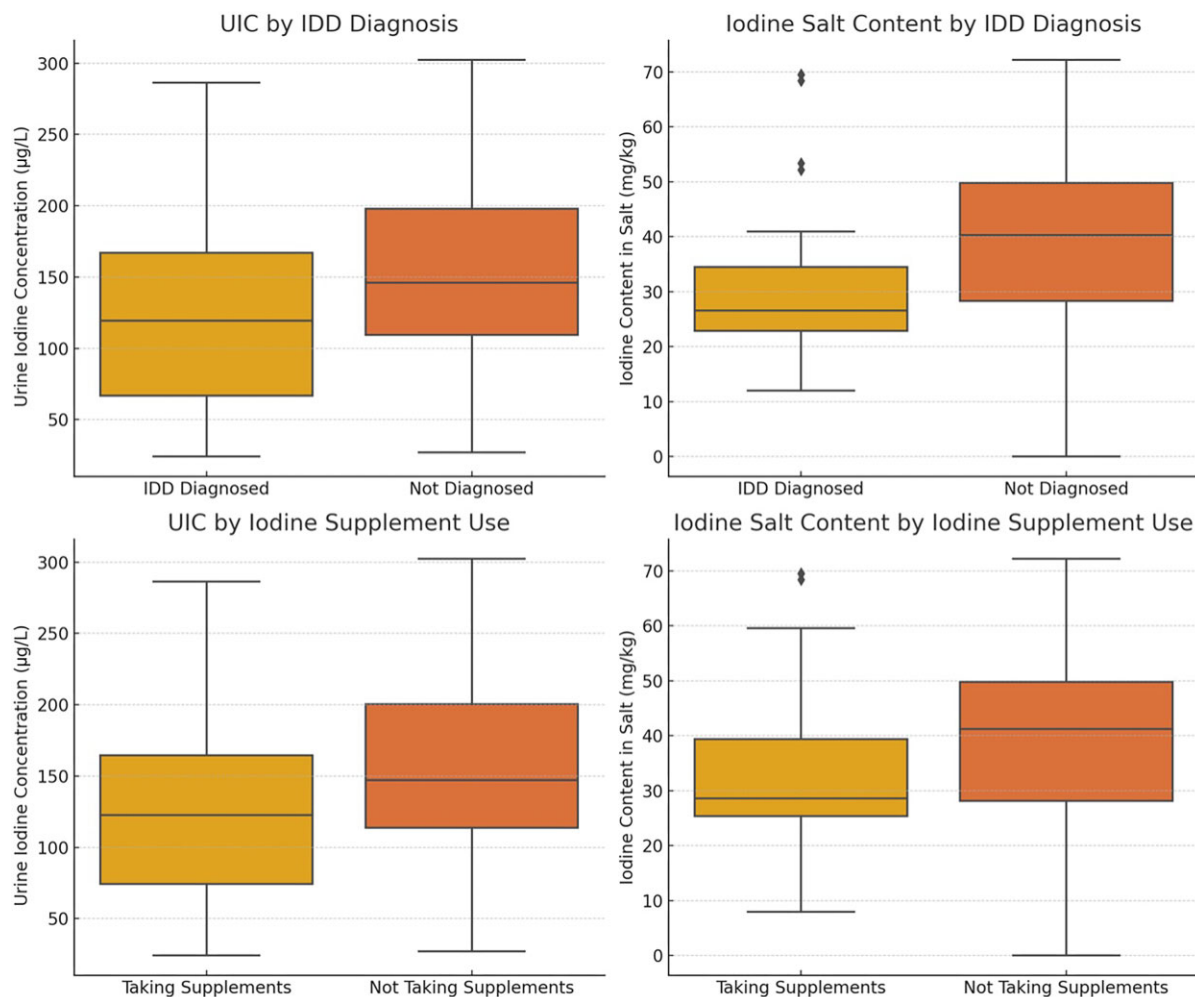 UIC by IDD Diagnosis
Urine Iodine Concentration (µg/L)
300
250
200
150
100
50
IDD Diagnosed
Not Diagnosed
Iodine Salt Content by IDD Diagnosis
Iodine Content in Salt (mg/kg)
70
60
50
40
30
20
10
0
IDD Diagnosed
Not Diagnosed
UIC by Iodine Supplement Use
Urine Iodine Concentration (µg/L)
300
250
200
150
100
50
Taking Supplements
Not Taking Supplements
Iodine Salt Content by Iodine Supplement Use
Iodine Content in Salt (mg/kg)
70
60
50
40
30
20
10
0
Taking Supplements
Not Taking Supplements